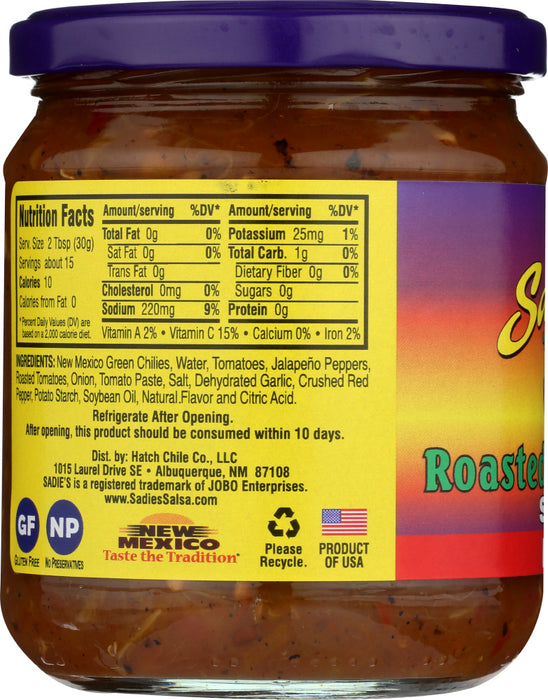 Nutrition Facts
Serv. Size 2 Tbsp (30g)
Servings about 15
Calories 10
Calories from Fat 0
* Percent Daily Values (DV) are
based on a 2,000 calorie diet.
Amount/serving %DV*
Total Fat 0g 0%
Sat Fat 0g 0%
Trans Fat 0g
Cholesterol 0mg 0%
Sodium 220mg 9%
Amount/serving %DV*
Potassium 25mg 1%
Total Carb. 1g 0%
Dietary Fiber 0g 0%
Sugars 0g
Protein 0g
Vitamin A 2% • Vitamin C 15% • Calcium 0% • Iron 2%
INGREDIENTS: New Mexico Green Chilies, Water, Tomatoes, Jalapeño Peppers,
Roasted Tomatoes, Onion, Tomato Paste, Salt, Dehydrated Garlic, Crushed Red
Pepper, Potato Starch, Soybean Oil, Natural.Flavor and Citric Acid.
Refrigerate After Opening.
After opening, this product should be consumed within 10 days.
Dist. by: Hatch Chile Co., LLC
1015 Laurel Drive SE • Albuquerque, NM 87108
SADIE'S is a registered trademark of JOBO Enterprises.
www.SadiesSalsa.com
GF
GLUTEN FREE
NP
NO PRESERVATIVES
NEW
MEXICO
Taste the Tradition®
Please
Recycle.
PRODUCT
OF USA
Sa
Roasted
S